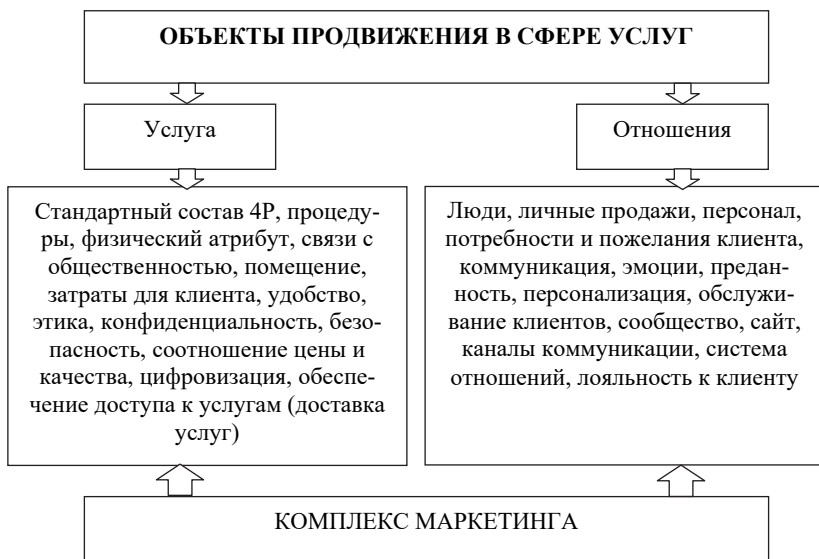 ОБЪЕКТЫ ПРОДВИЖЕНИЯ В СФЕРЕ УСЛУГ
Услуга
Отношения
Стандартный состав 4Р, процеду-
ры, физический атрибут, связи с
общественностью, помещение,
затраты для клиента, удобство,
этика, конфиденциальность, безо-
пасность, соотношение цены и
качества, цифровизация, обеспе-
чение доступа к услугам (доставка
услуг)
Люди, личные продажи, персонал,
потребности и пожелания клиента,
коммуникация, эмоции, предан-
ность, персонализация, обслужи-
вание клиентов, сообщество, сайт,
каналы коммуникации, система
отношений, лояльность к клиенту
КОМПЛЕКС МАРКЕТИНГА